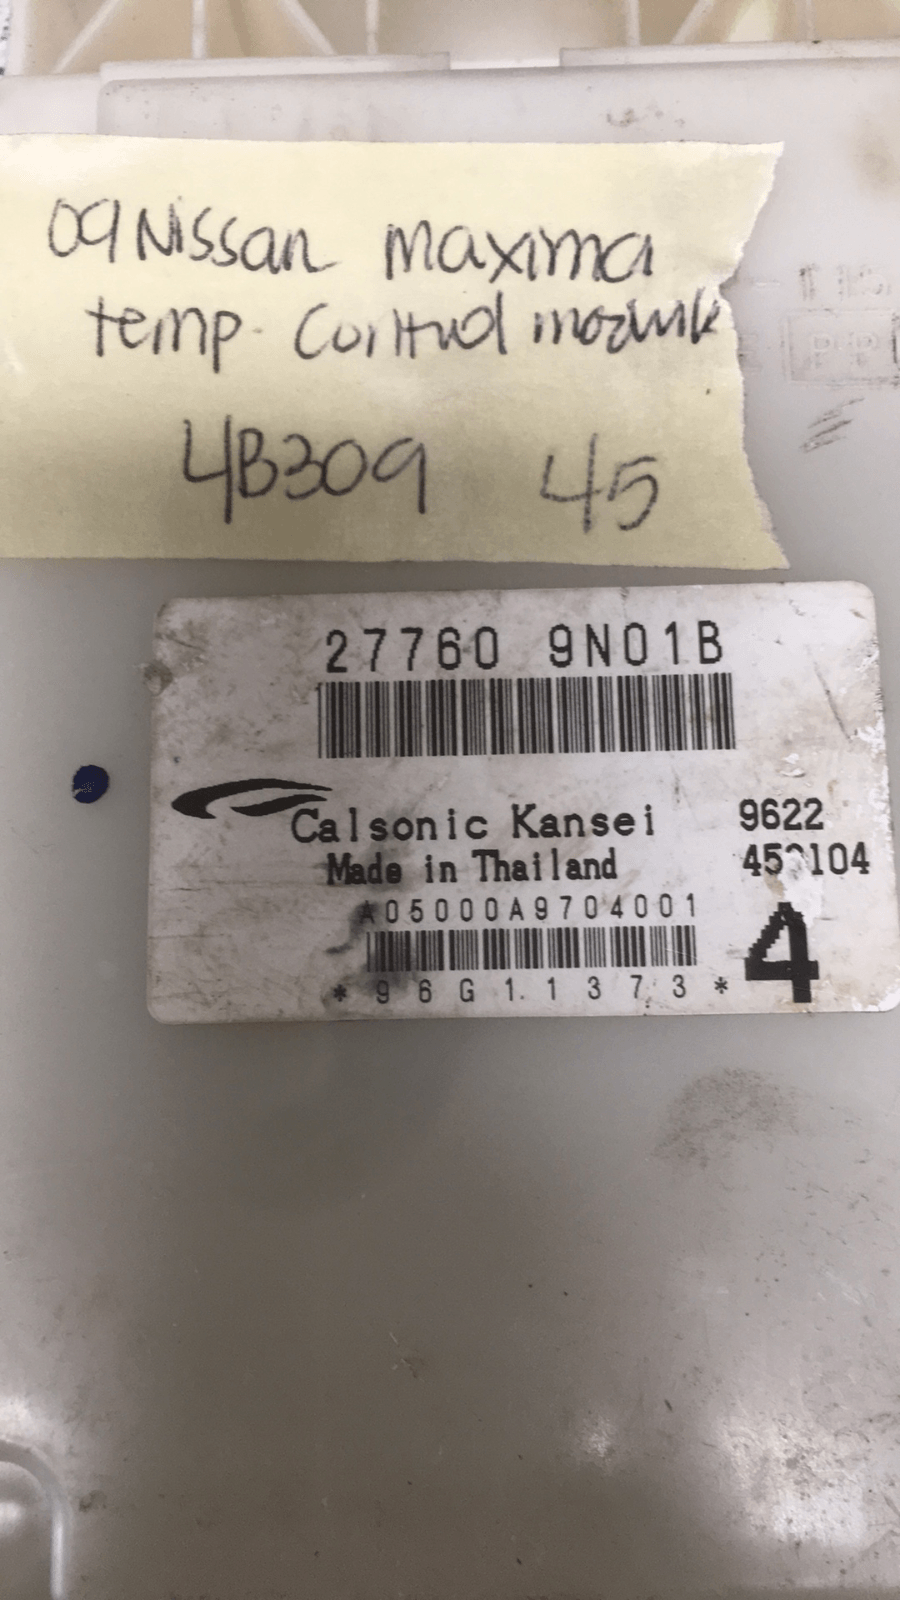 09 Nissan maxima
temp. Control module
4B309 45
27760 9N01B
Calsonic Kansei 9622
Made in Thailand
A05000A9704001
*96G11373* 4
PP